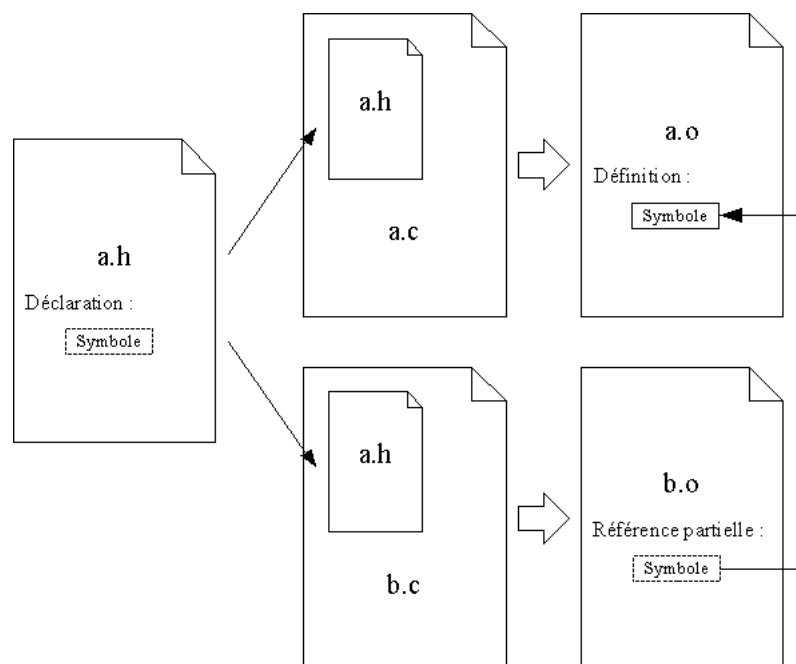 a.h
Déclaration :
Symbole
a.h
a.c
a.o
Définition :
Symbole
a.h
b.c
b.o
Référence partielle :
Symbole